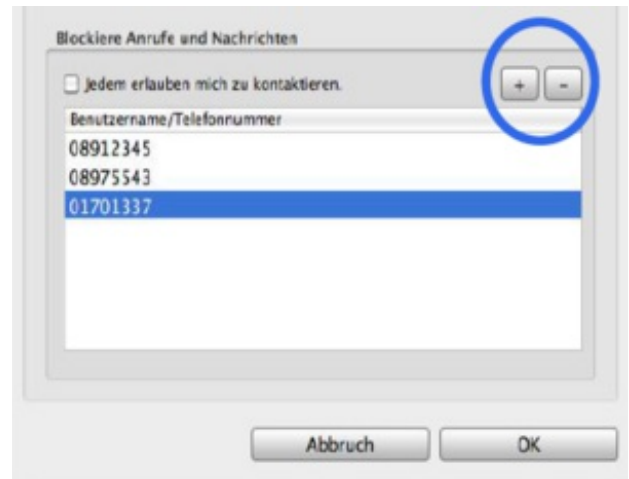 Blockiere Anrufe und Nachrichten
Jedem erlauben mich zu kontaktieren.
+ -
Benutzername/Telefonnummer
08912345
08975543
01701337
Abbruch OK